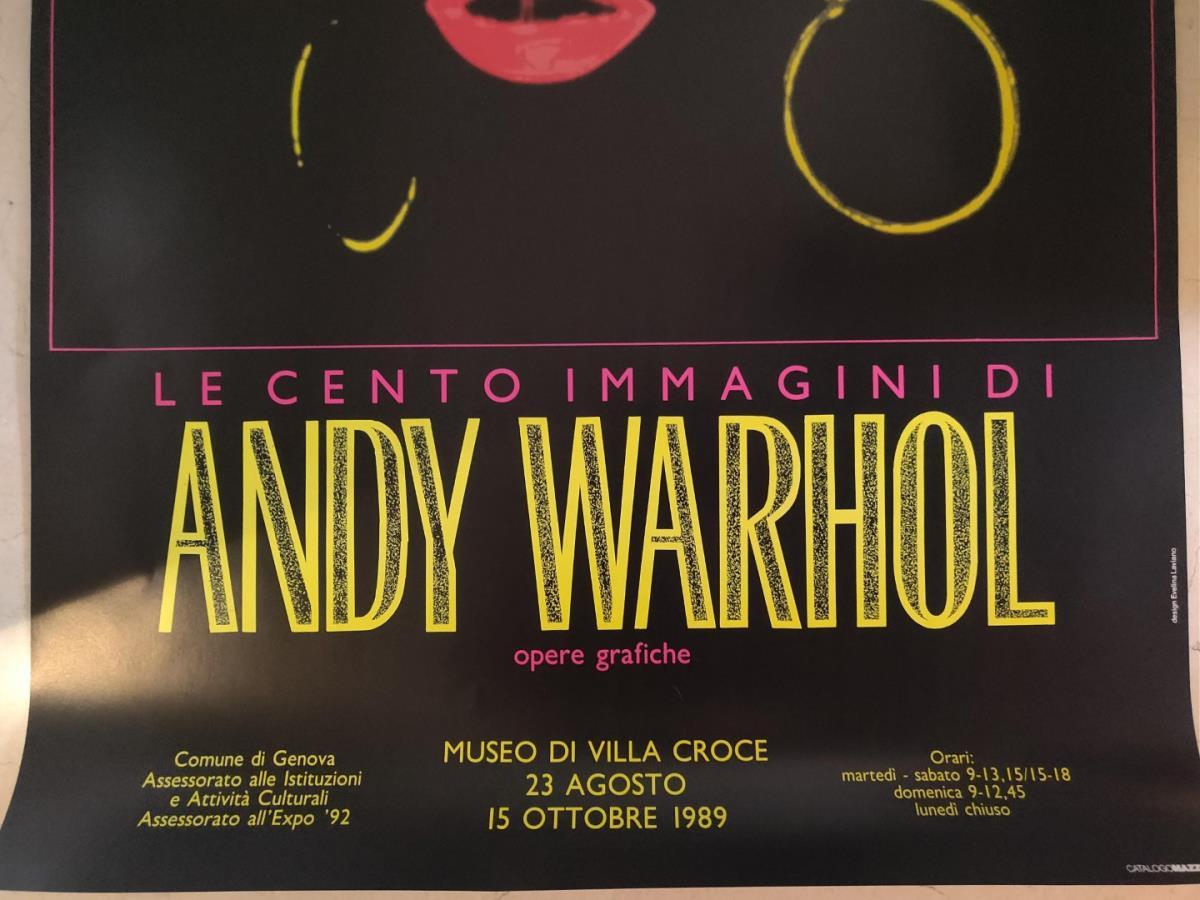 LE CENTO IMMAGINI DI
ANDY WARHOL
opere grafiche
Comune di Genova
Assessorato alle Istituzioni
e Attività Culturali
Assessorato all'Expo '92
MUSEO DI VILLA CROCE
23 AGOSTO
15 OTTOBRE 1989
Orari:
martedì - sabato 9-13,15/15-18
domenica 9-12,45
lunedì chiuso
design Evelina Laviano
CATALOGO